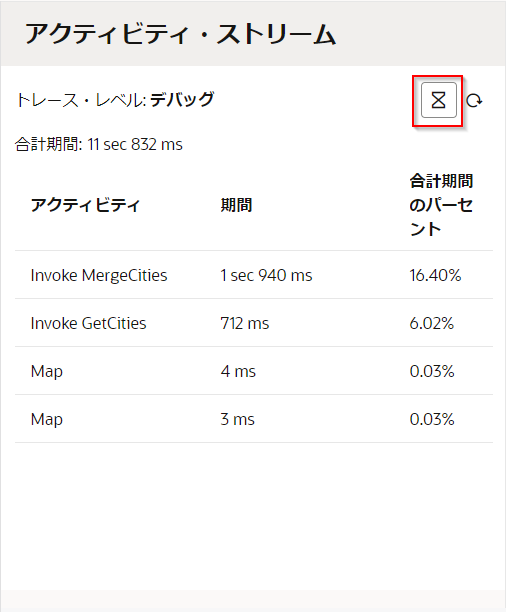 アクティビティ・ストリーム
トレース・レベル: デバッグ
合計期間: 11 sec 832 ms
アクティビティ 期間 合計期間のパーセント
Invoke MergeCities 1 sec 940 ms 16.40%
Invoke GetCities 712 ms 6.02%
Map 4 ms 0.03%
Map 3 ms 0.03%